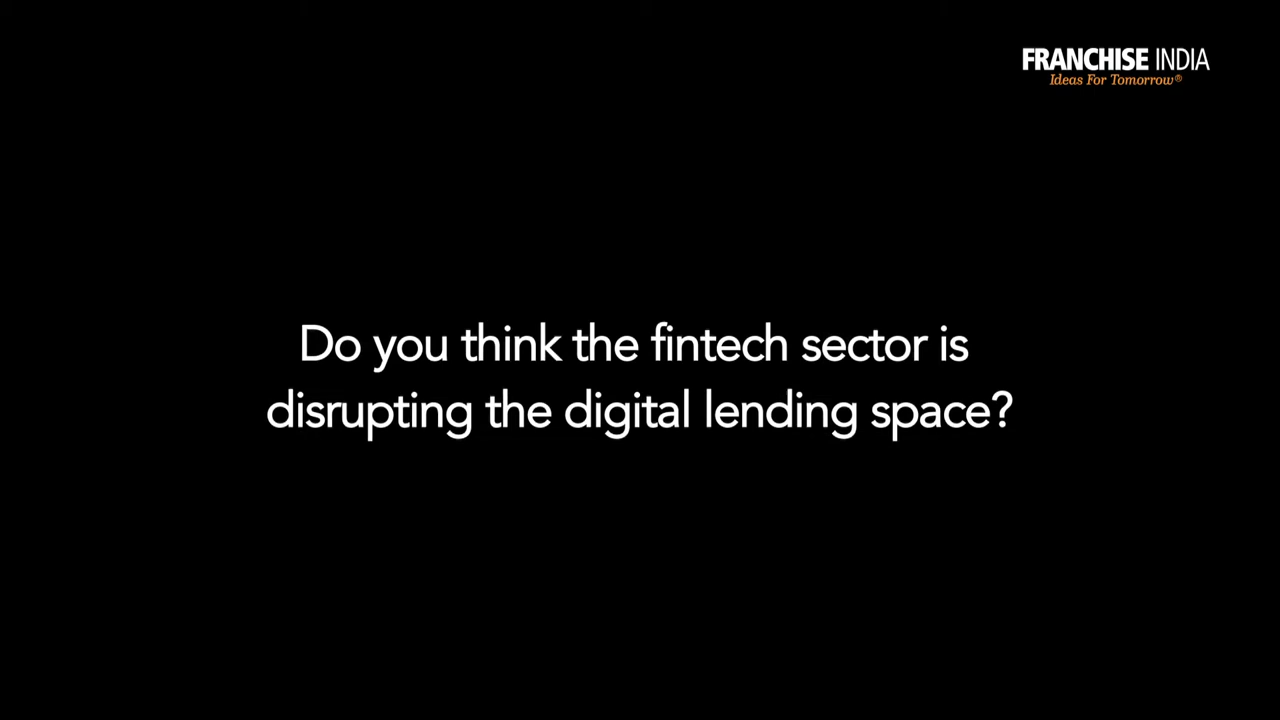 FRANCHISE INDIA
Ideas For Tomorrow®
Do you think the fintech sector is
disrupting the digital lending space?